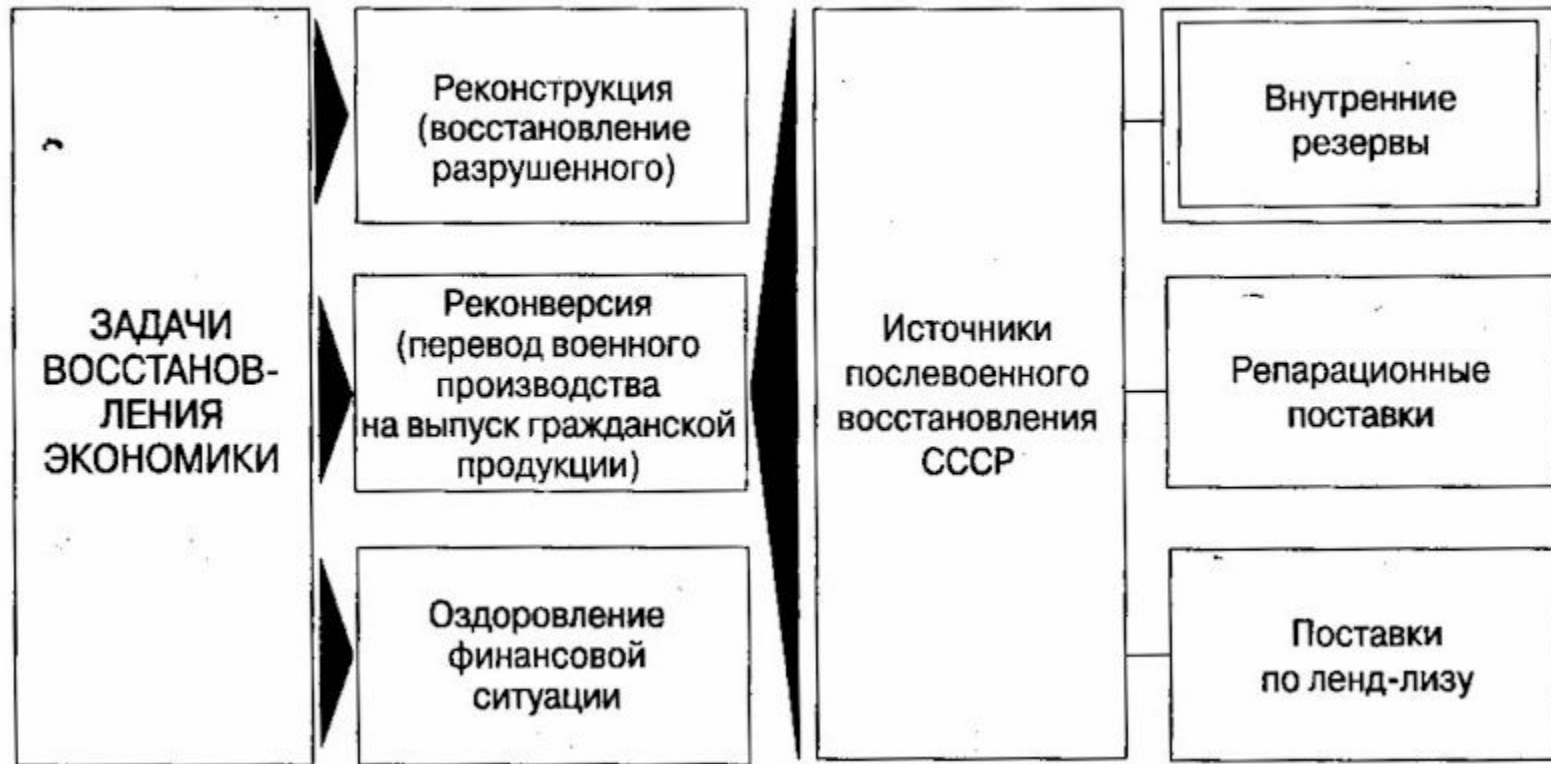 ЗАДАЧИ
ВОССТАНОВ-
ЛЕНИЯ
ЭКОНОМИКИ
Реконструкция
(восстановление
разрушенного)
Реконверсия
(перевод военного
производства
на выпуск гражданской
продукции)
Оздоровление
финансовой
ситуации
Источники
послевоенного
восстановления
СССР
Внутренние
резервы
Репарационные
поставки
Поставки
по ленд-лизу